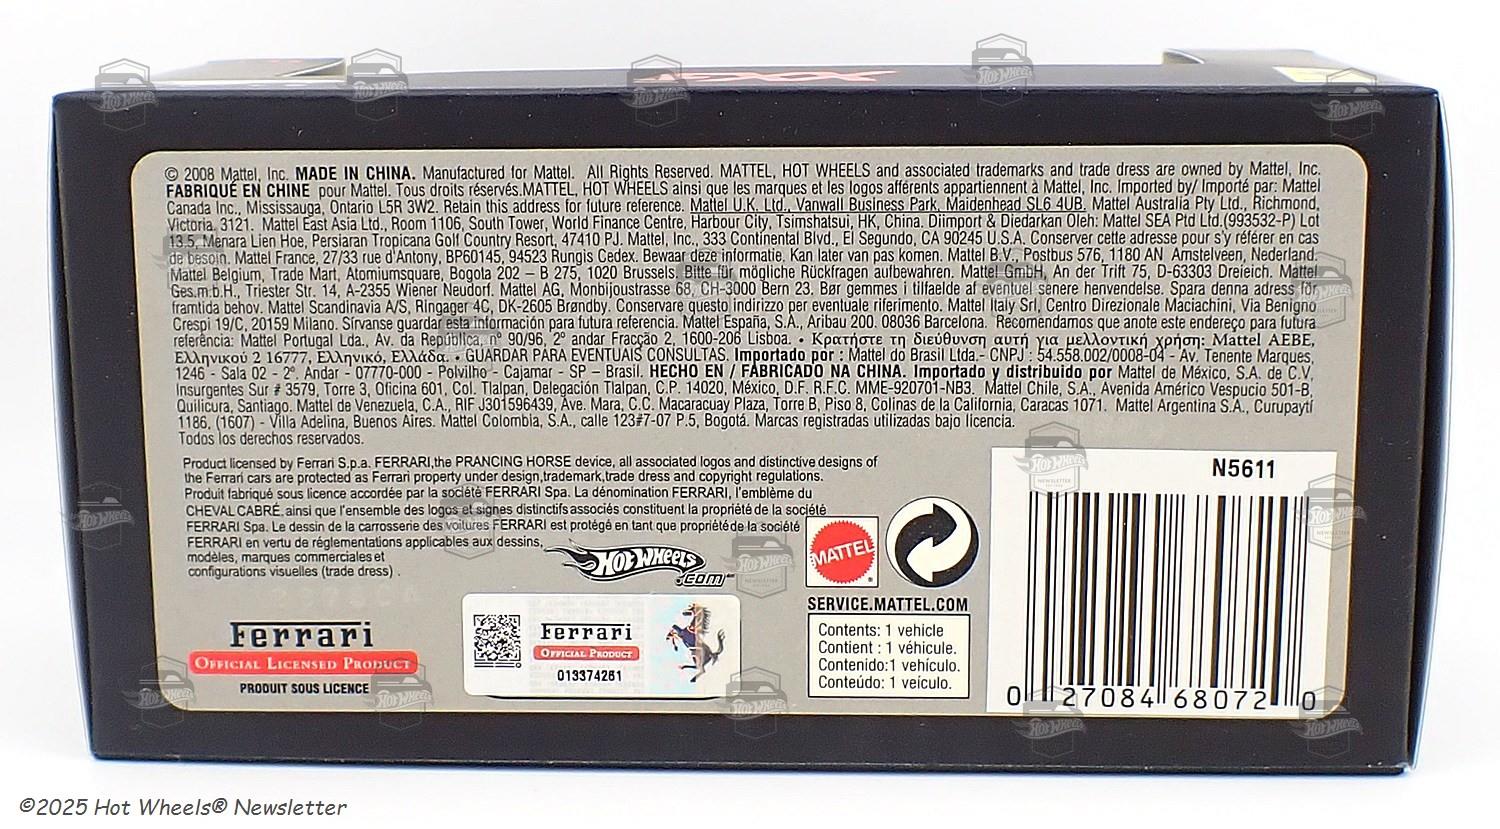 © 2008 Mattel, Inc. MADE IN CHINA. Manufactured for Mattel. All Rights Reserved. MATTEL, HOT WHEELS and associated trademarks and trade dress are owned by Mattel, Inc.
FABRIQUÉ EN CHINE pour Mattel. Tous droits réservés.MATTEL, HOT WHEELS ainsi que les marques et les logos afférents appartiennent à Mattel, Inc. Imported by/ Importé par: Mattel
Canada Inc., Mississauga, Ontario L5R 3W2. Retain this address for future reference. Mattel U.K. Ltd., Vanwall Business Park, Maidenhead SL6 4UB. Mattel Australia Pty Ltd., Richmond,
Victoria. 3121. Mattel East Asia Ltd., Room 1106, South Tower, World Finance Centre, Harbour City, Tsimshatsui, HK, China. Diimport & Diedarkan Oleh: Mattel SEA Ptd Ltd.(993532-P) Lot
13.5, Menara Lien Hoe, Persiaran Tropicana Golf Country Resort, 47410 PJ. Mattel, Inc., 333 Continental Blvd., El Segundo, CA 90245 U.S.A. Conserver cette adresse pour s'y référer en cas
de besoin. Mattel France, 27/33 rue d'Antony, BP60145, 94523 Rungis Cedex. Bewaar deze informatie. Kan later van pas komen. Mattel B.V., Postbus 576, 1180 AN Amstelveen, Nederland.
Mattel Belgium, Trade Mart, Atomiumsquare, Bogota 202 – B 275, 1020 Brussels. Bitte für mögliche Rückfragen aufbewahren. Mattel GmbH, An der Trift 75, D-63303 Dreieich. Mattel
Ges.m.b.H., Triester Str. 14, A-2355 Wiener Neudorf. Mattel AG, Monbijoustrasse 68, CH-3000 Bern 23. Bør gemmes i tilfaelde af eventuel senere henvendelse. Spara denna adress för
framtida behov. Mattel Scandinavia A/S, Ringager 4C, DK-2605 Brøndby. Conservare questo indirizzo per eventuale riferimento. Mattel Italy Srl., Centro Direzionale Maciachini, Via Benigno
Crespi 19/C, 20159 Milano. Sírvanse guardar esta información para futura referencia. Mattel España, S.A., Aribau 200. 08036 Barcelona. Recomendamos que anote este endereço para futura
referência: Mattel Portugal Lda., Av. da República, nº 90/96, 2º andar Fracção 2, 1600-206 Lisboa. • Κρατήστε τη διεύθυνση αυτή για μελλοντική χρήση: Mattel AEBE,
Ελληνικού 2 16777, Ελληνικό, Ελλάδα. • GUARDAR PARA EVENTUAIS CONSULTAS. Importado por : Mattel do Brasil Ltda.- CNPJ : 54.558.002/0008-04 - Av. Tenente Marques,
1246 - Sala 02 - 2º. Andar - 07770-000 - Polvilho - Cajamar - SP – Brasil. HECHO EN / FABRICADO NA CHINA. Importado y distribuido por Mattel de México, S.A. de C.V,
Insurgentes Sur # 3579, Torre 3, Oficina 601, Col. Tlalpan, Delegación Tlalpan, C.P. 14020, México, D.F. R.F.C. MME-920701-NB3. Mattel Chile, S.A., Avenida Américo Vespucio 501-B,
Quilicura, Santiago. Mattel de Venezuela, C.A., RIF J301596439, Ave. Mara, C.C. Macaracuay Plaza, Torre B, Piso 8, Colinas de la California, Caracas 1071. Mattel Argentina S.A., Curupaytí
1186, (1607) - Villa Adelina, Buenos Aires. Mattel Colombia, S.A., calle 123#7-07 P.5, Bogotá. Marcas registradas utilizadas bajo licencia.
Todos los derechos reservados.
Product licensed by Ferrari S.p.a. FERRARI,the PRANCING HORSE device, all associated logos and distinctive designs of
the Ferrari cars are protected as Ferrari property under design,trademark,trade dress and copyright regulations.
Produit fabriqué sous licence accordée par la société FERRARI Spa. La dénomination FERRARI, l'emblème du
CHEVAL CABRÉ,ainsi que l'ensemble des logos et signes distinctifs associés constituent la propriété de la société
FERRARI Spa. Le dessin de la carrosserie des voitures FERRARI est protégé en tant que propriété de la société
FERRARI en vertu de réglementations applicables aux dessins,
modèles, marques commerciales et
configurations visuelles (trade dress) .
HOT WHEELS
.COM™
Ferrari
OFFICIAL LICENSED PRODUCT
PRODUIT SOUS LICENCE
Ferrari
OFFICIAL PRODUCT
013374261
MATTEL
®
SERVICE.MATTEL.COM
Contents: 1 vehicle
Contient : 1 véhicule.
Contenido: 1 vehículo.
Conteúdo: 1 veículo.
N5611
0 27084 68072 0
©2025 Hot Wheels® Newsletter